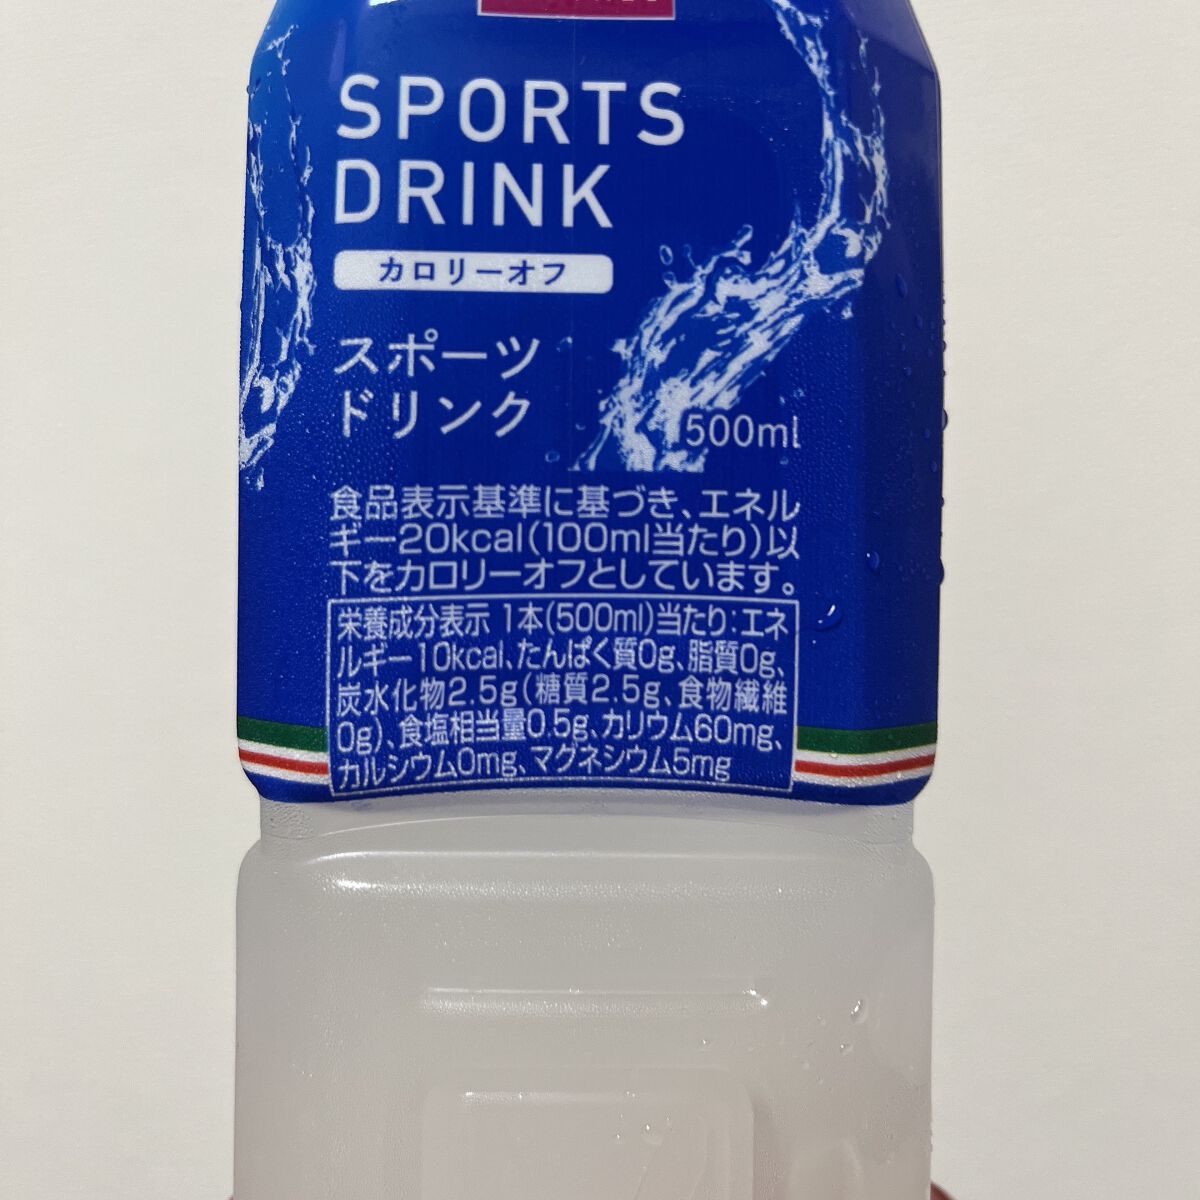 SPORTS
DRINK
カロリーオフ
スポーツ
ドリンク
500ml
食品表示基準に基づき、エネル
ギー20kcal(100ml当たり)以
下をカロリーオフとしています。
栄養成分表示 1本(500ml)当たり:エネ
ルギー10kcal、たんぱく質0g、脂質0g、
炭水化物2.5g(糖質2.5g、食物繊維
0g)、食塩相当量0.5g、カリウム60mg、
カルシウム0mg、マグネシウム5mg